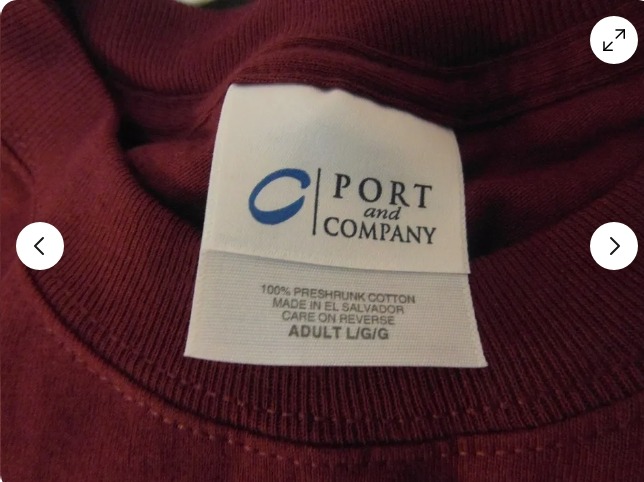 PORT
and
COMPANY
100% PRESHRUNK COTTON
MADE IN EL SALVADOR
CARE ON REVERSE
ADULT L/G/G